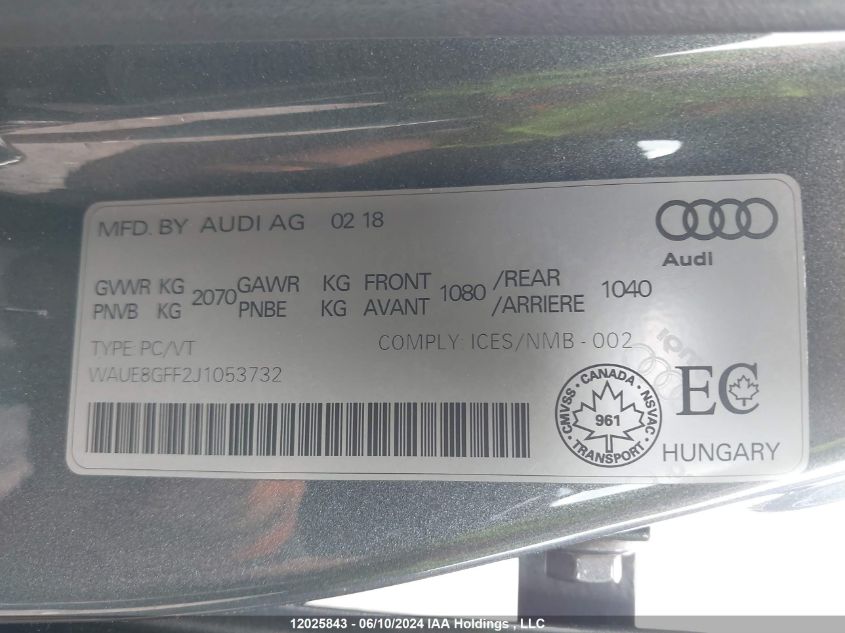 MFD. BY AUDI AG 02 18
Audi
GVWR KG 2070 GAWR KG FRONT 1080 /REAR 1040
PNVB KG PNBE KG AVANT /ARRIERE
TYPE: PC/VT COMPLY: ICES/NMB - 002
WAUE8GFF2J1053732
CMVSS · CANADA · NSVAC
961
TRANSPORT
EC
HUNGARY
12025843 - 06/10/2024 IAA Holdings , LLC